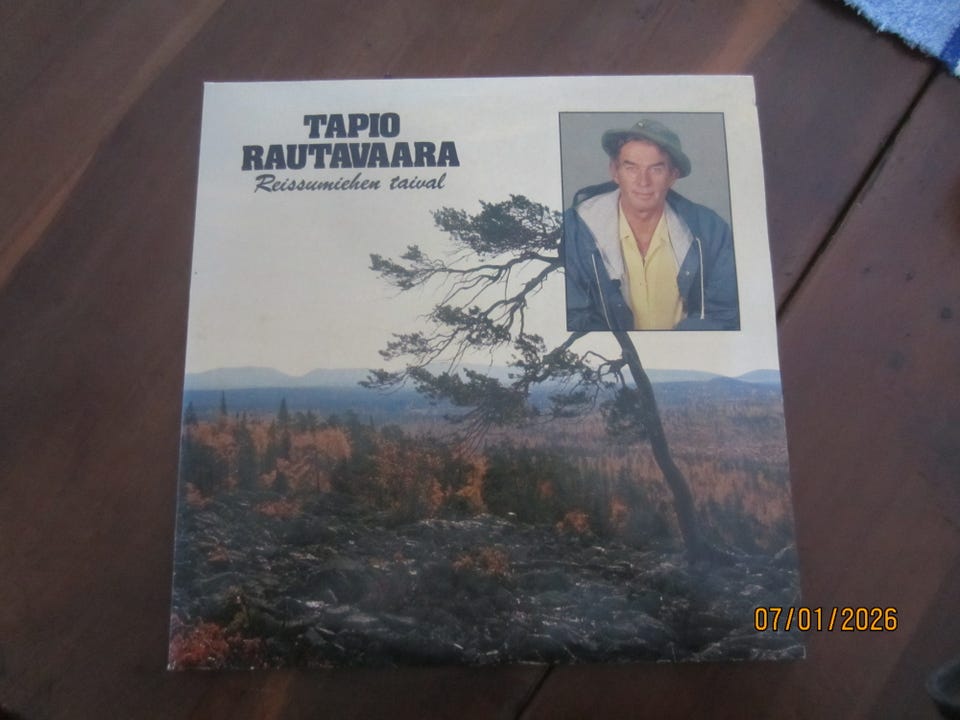 TAPIO
RAUTAVAARA
Reissumiehen taival
07/01/2026